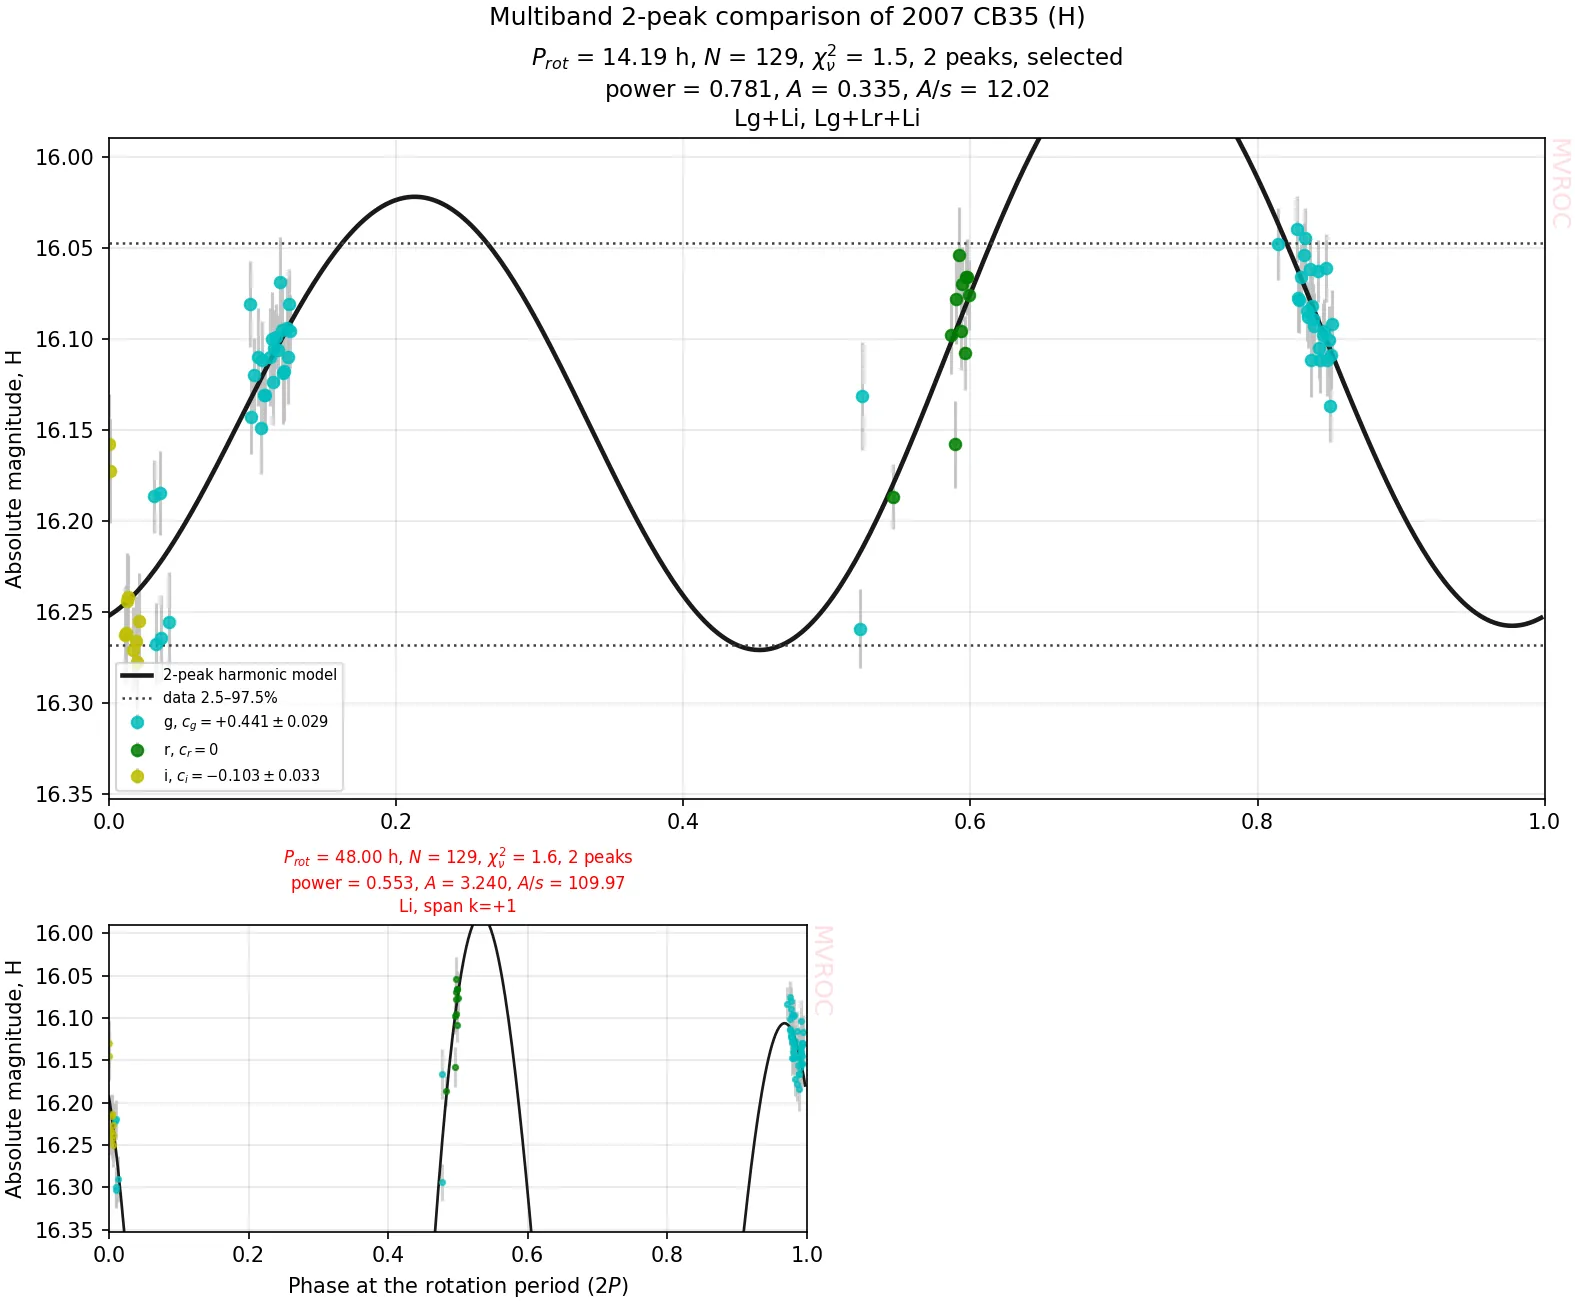 Multiband 2-peak comparison of 2007 CB35 (H)
P_rot = 14.19 h, N = 129, χ²_ν = 1.5, 2 peaks, selected
power = 0.781, A = 0.335, A/s = 12.02
Lg+Li, Lg+Lr+Li
MVROC
Absolute magnitude, H
16.00
16.05
16.10
16.15
16.20
16.25
16.30
16.35
2-peak harmonic model
data 2.5–97.5%
g, c_g = +0.441 ± 0.029
r, c_r = 0
i, c_i = −0.103 ± 0.033
0.0 0.2 0.4 0.6 0.8 1.0
P_rot = 48.00 h, N = 129, χ²_ν = 1.6, 2 peaks
power = 0.553, A = 3.240, A/s = 109.97
Li, span k=+1
MVROC
Absolute magnitude, H
16.00
16.05
16.10
16.15
16.20
16.25
16.30
16.35
0.0 0.2 0.4 0.6 0.8 1.0
Phase at the rotation period (2P)